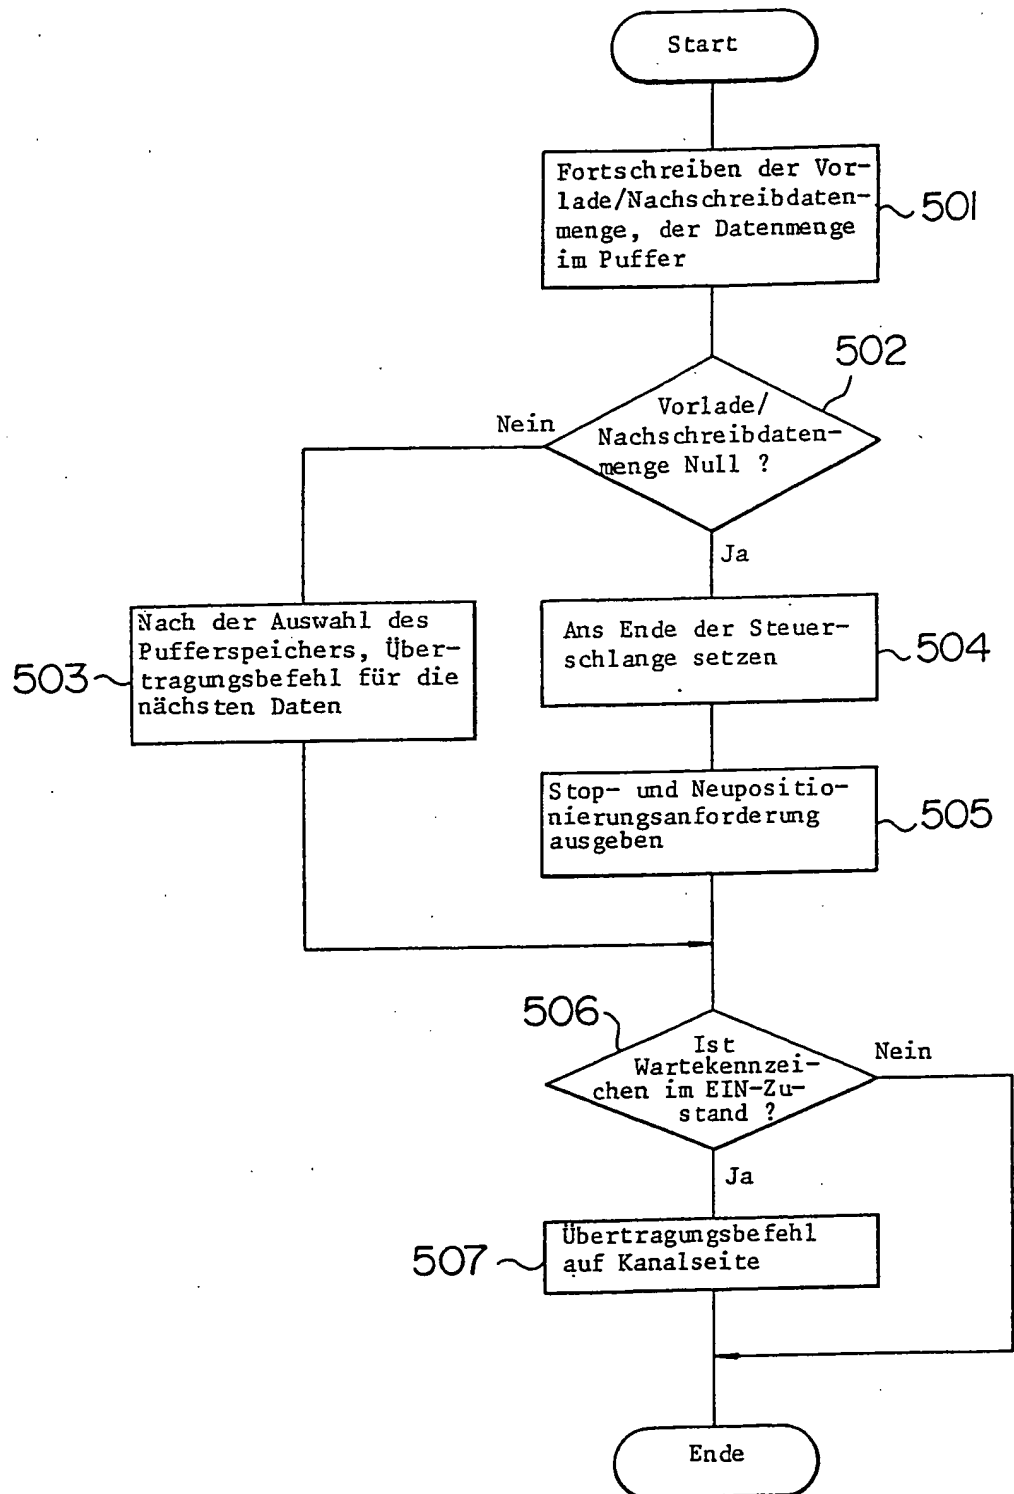 Start
Fortschreiben der Vor-
lade/Nachschreibdaten-
menge, der Datenmenge
im Puffer
501
502
Vorlade/
Nachschreibdaten-
menge Null ?
Nein
Ja
Nach der Auswahl des
Pufferspeichers, Über-
tragungsbefehl für die
nächsten Daten
503
Ans Ende der Steuer-
schlange setzen
504
Stop- und Neupositio-
nierungsanforderung
ausgeben
505
506
Ist
Wartekennzei-
chen im EIN-Zu-
stand ?
Nein
Ja
Übertragungsbefehl
auf Kanalseite
507
Ende